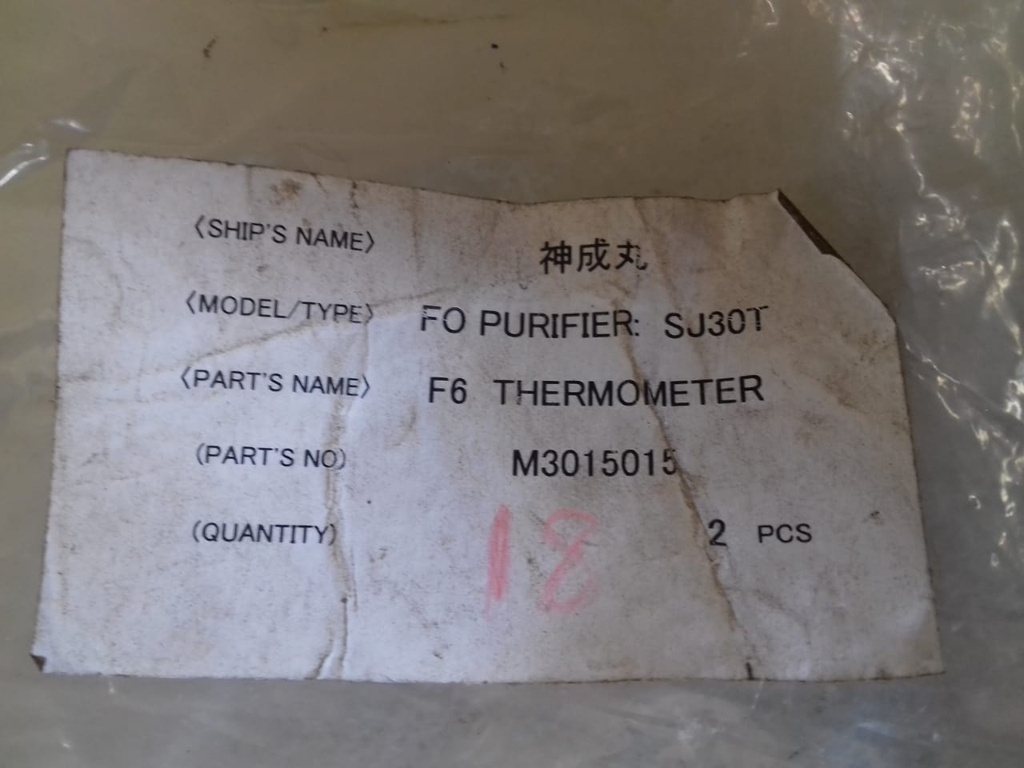 〈SHIP'S NAME〉 神成丸
〈MODEL/TYPE〉 FO PURIFIER: SJ30T
〈PART'S NAME〉 F6 THERMOMETER
(PART'S NO) M3015015
(QUANTITY) 18 2 PCS